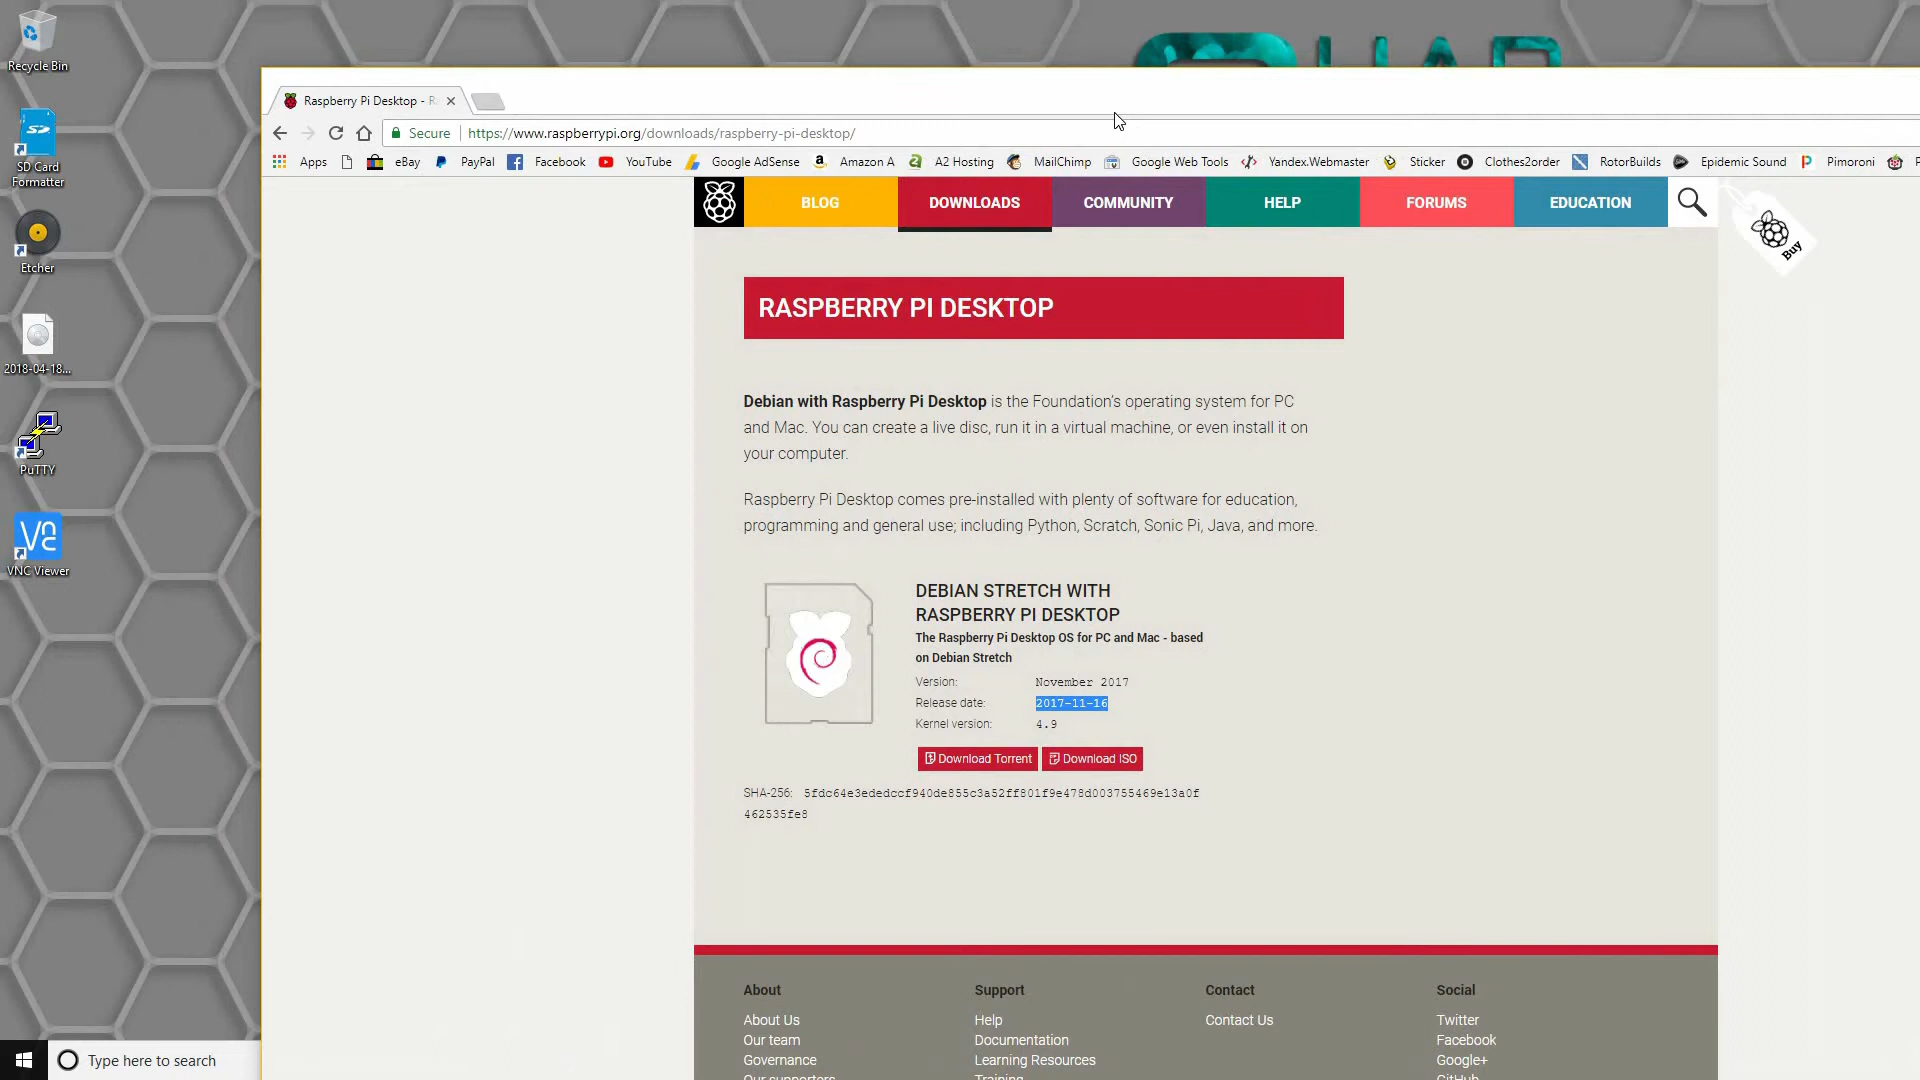 Recycle Bin
SD Card
Formatter
Etcher
2018-04-18...
PuTTY
VNC Viewer
Type here to search
Raspberry Pi Desktop - R
Secure
https://www.raspberrypi.org/downloads/raspberry-pi-desktop/
Apps eBay PayPal Facebook YouTube Google AdSense Amazon A A2 Hosting MailChimp Google Web Tools Yandex.Webmaster Sticker Clothes2order RotorBuilds Epidemic Sound Pimoroni
BLOG DOWNLOADS COMMUNITY HELP FORUMS EDUCATION
Buy
RASPBERRY PI DESKTOP
Debian with Raspberry Pi Desktop is the Foundation's operating system for PC
and Mac. You can create a live disc, run it in a virtual machine, or even install it on
your computer.
Raspberry Pi Desktop comes pre-installed with plenty of software for education,
programming and general use; including Python, Scratch, Sonic Pi, Java, and more.
DEBIAN STRETCH WITH
RASPBERRY PI DESKTOP
The Raspberry Pi Desktop OS for PC and Mac - based
on Debian Stretch
Version: November 2017
Release date: 2017-11-16
Kernel version: 4.9
Download Torrent Download ISO
SHA-256: 5fdc64e3ededccf940de855c3a52ff801f9e478d003755469e13a0f
462535fe8
About Support Contact Social
About Us Help Contact Us Twitter
Our team Documentation Facebook
Governance Learning Resources Google+
Our supporters Training GitHub